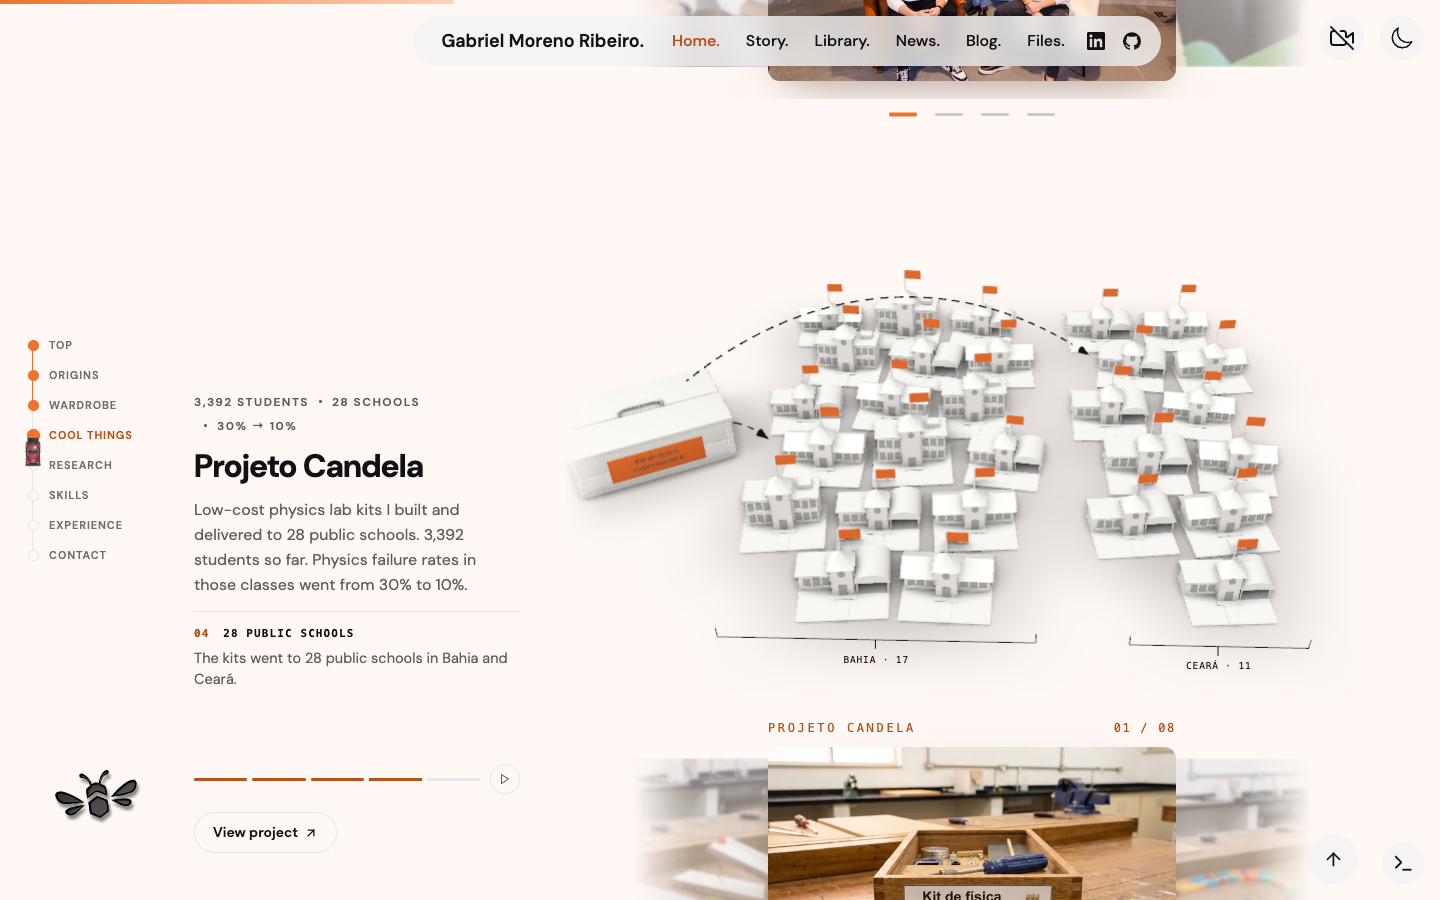 Gabriel Moreno Ribeiro.
Home.
Story.
Library.
News.
Blog.
Files.
TOP
ORIGINS
WARDROBE
COOL THINGS
RESEARCH
SKILLS
EXPERIENCE
CONTACT
3,392 STUDENTS • 28 SCHOOLS
• 30% → 10%
Projeto Candela
Low-cost physics lab kits I built and
delivered to 28 public schools. 3,392
students so far. Physics failure rates in
those classes went from 30% to 10%.
04 28 PUBLIC SCHOOLS
The kits went to 28 public schools in Bahia and
Ceará.
View project
BAHIA · 17
CEARÁ · 11
PROJETO CANDELA
01 / 08
Kit de física